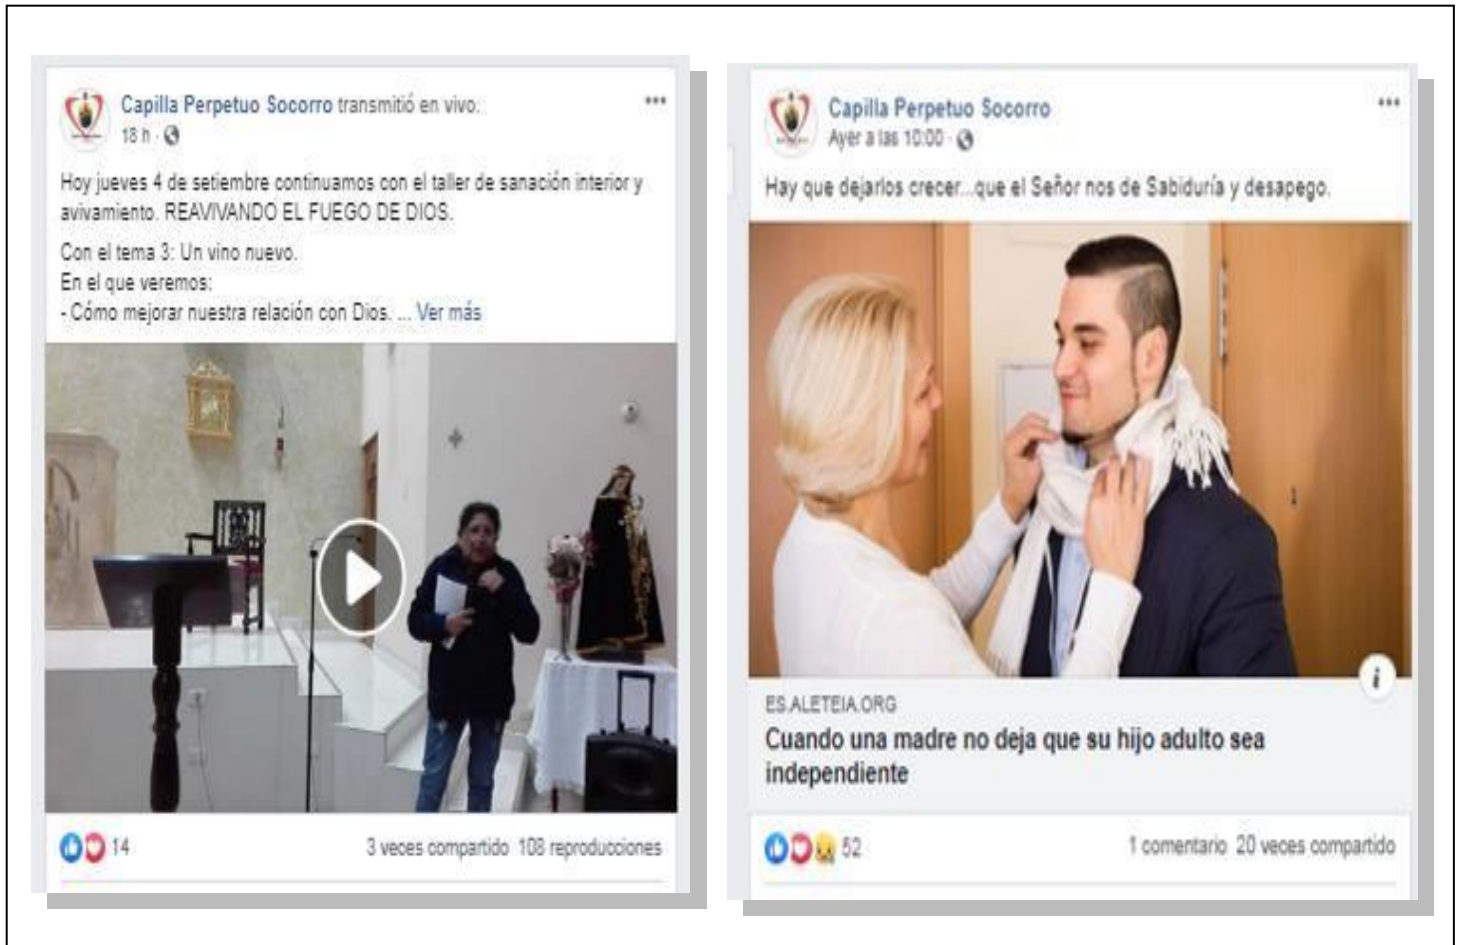 Capilla Perpetuo Socorro transmitió en vivo.
18 h ·
Hoy jueves 4 de setiembre continuamos con el taller de sanación interior y
avivamiento. REAVIVANDO EL FUEGO DE DIOS.
Con el tema 3: Un vino nuevo.
En el que veremos:
- Cómo mejorar nuestra relación con Dios. ... Ver más
14
3 veces compartido 108 reproducciones
Capilla Perpetuo Socorro
Ayer a las 10:00 ·
Hay que dejarlos crecer...que el Señor nos de Sabiduría y desapego.
ES.ALETEIA.ORG
Cuando una madre no deja que su hijo adulto sea
independiente
52
1 comentario 20 veces compartido